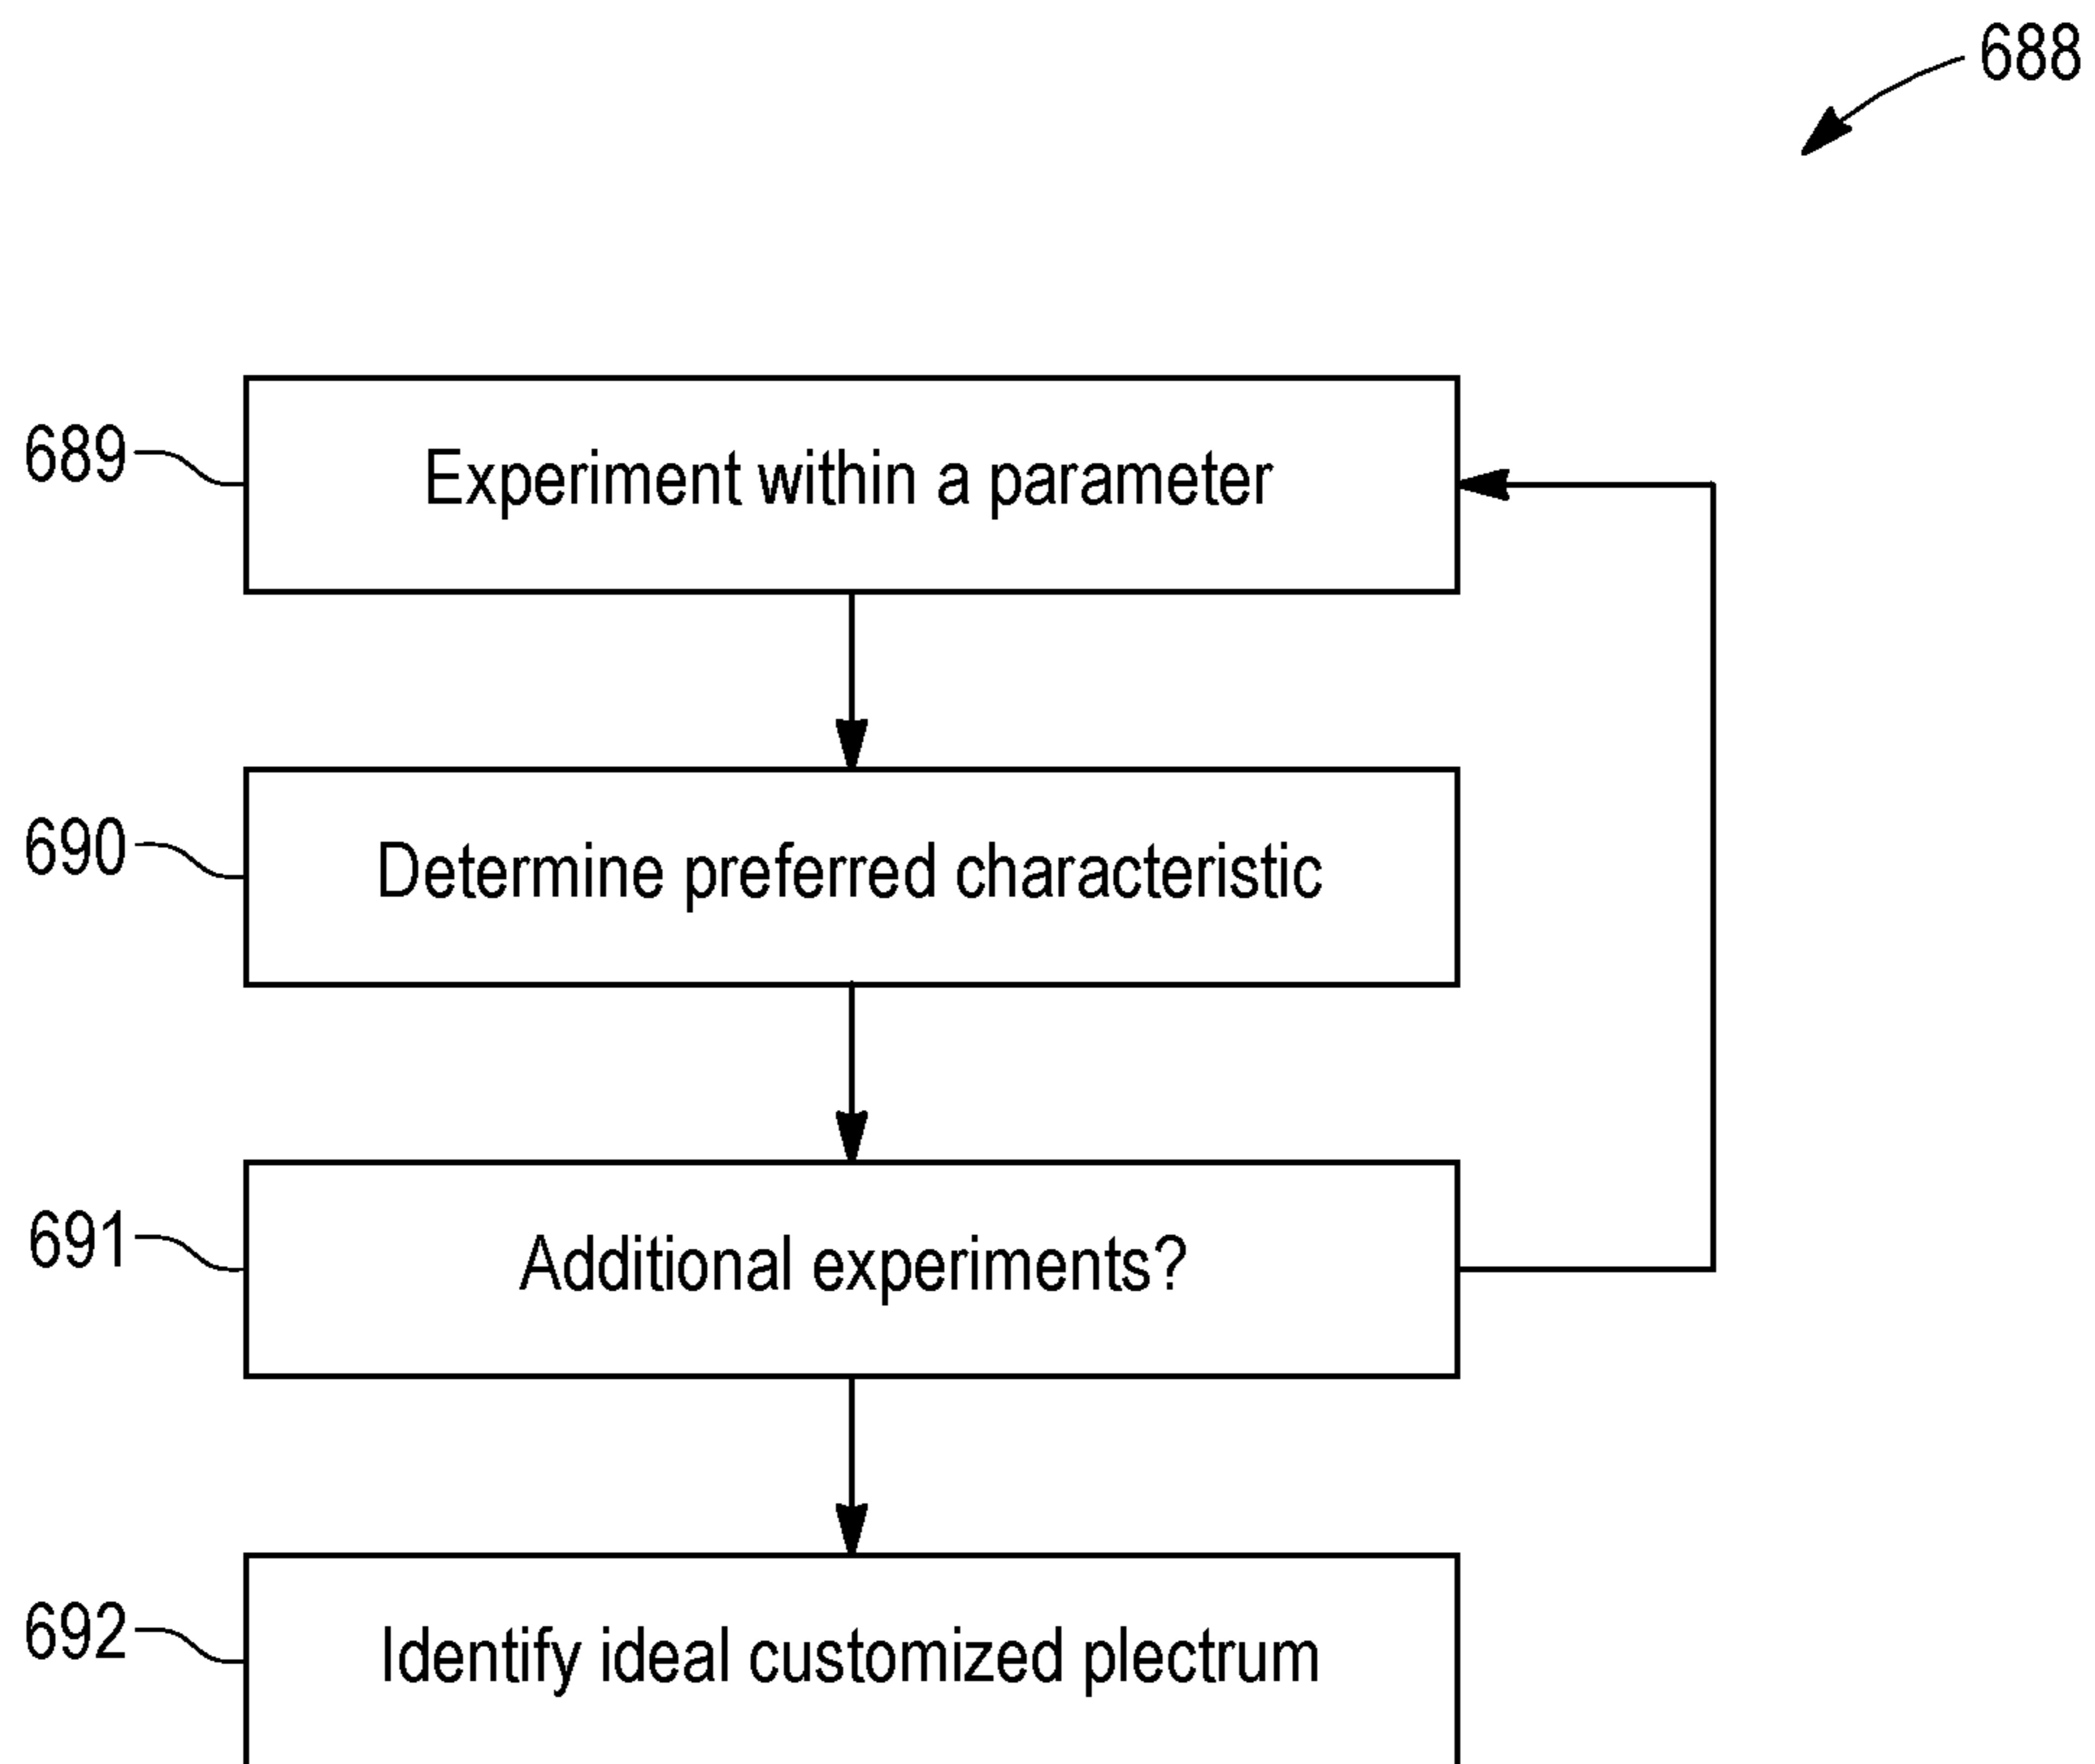 688
689
Experiment within a parameter
690
Determine preferred characteristic
691
Additional experiments?
692
Identify ideal customized plectrum